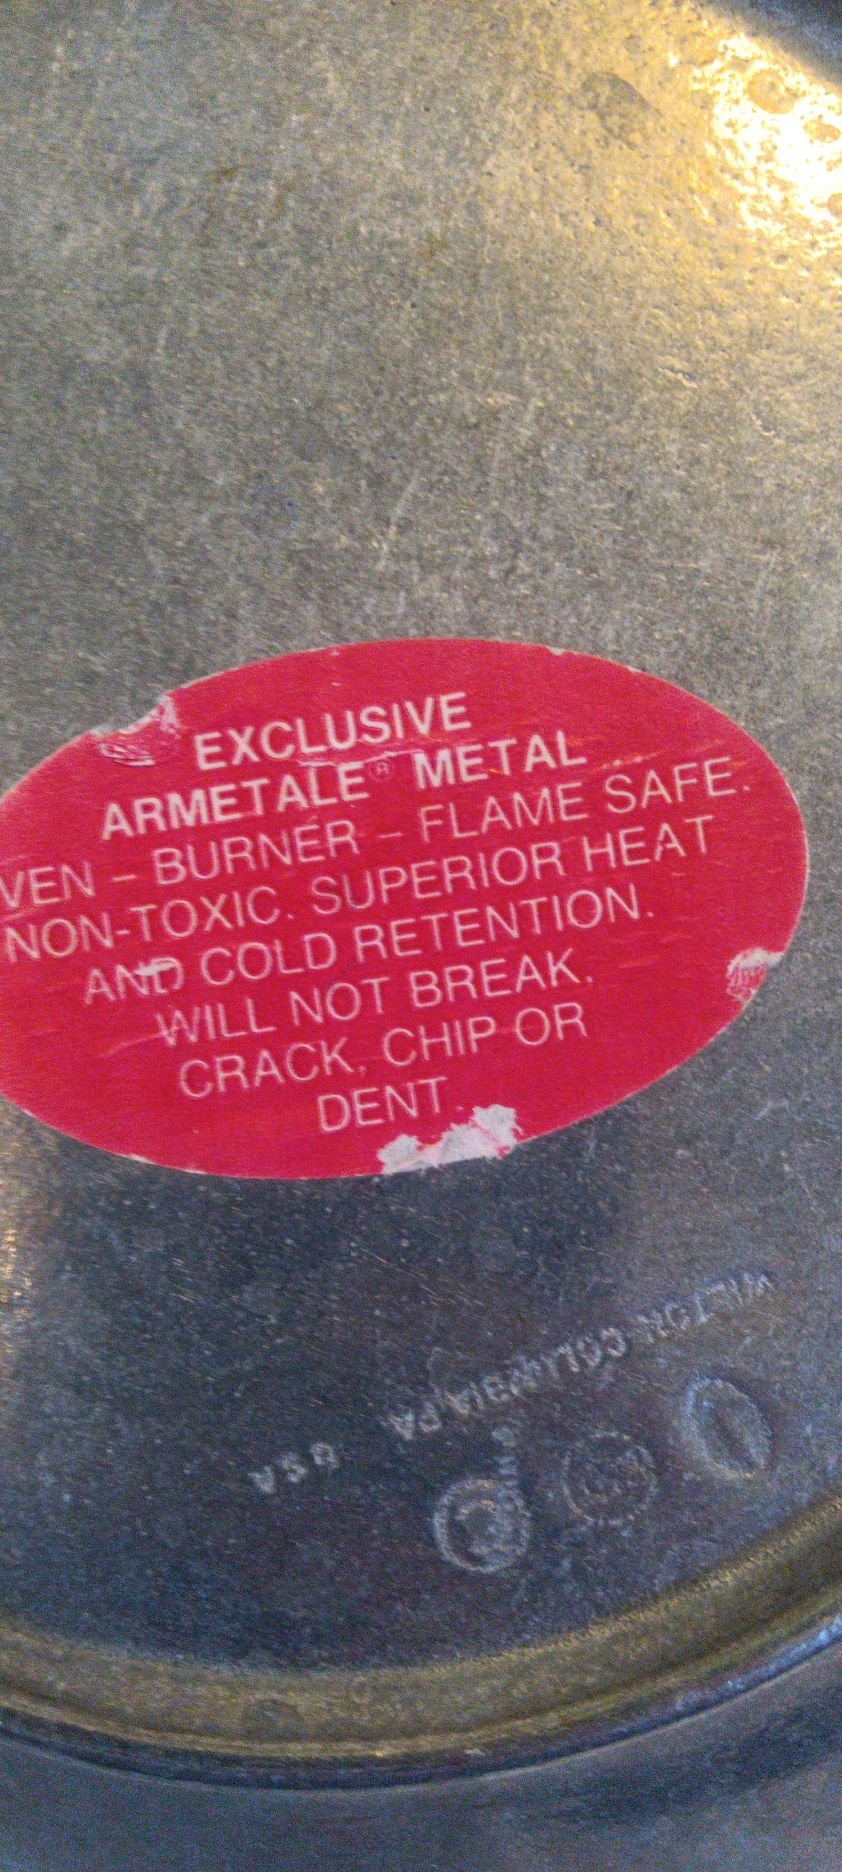 EXCLUSIVE
ARMETALE® METAL
VEN – BURNER – FLAME SAFE.
NON-TOXIC. SUPERIOR HEAT
AND COLD RETENTION.
WILL NOT BREAK,
CRACK, CHIP OR
DENT.
WILTON COLUMBIA, PA USA